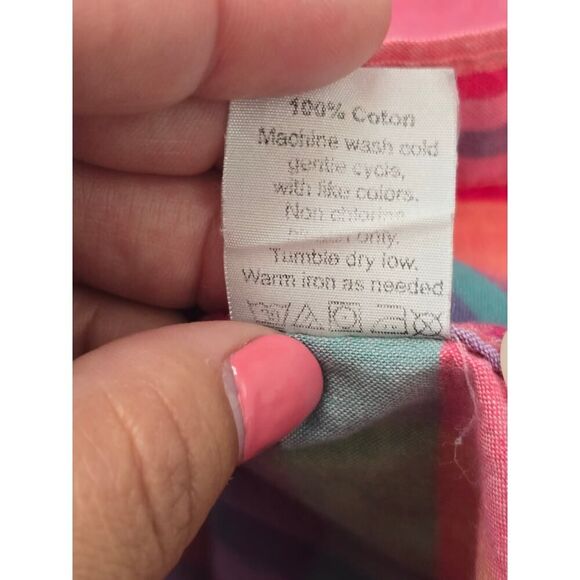 100% Coton
Machine wash cold
gentle cycle,
with like colors.
Non chlorine
only.
Tumble dry low.
Warm iron as needed